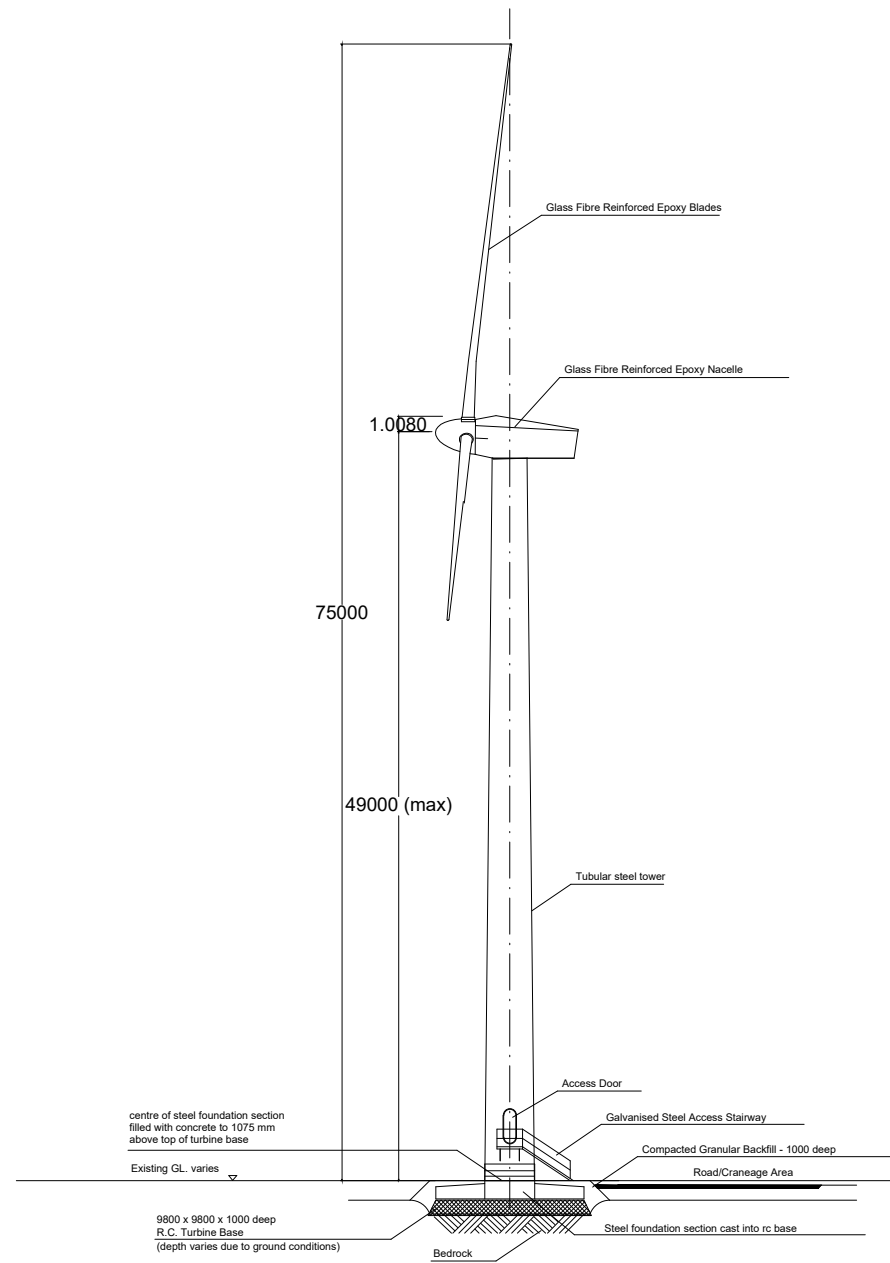 Glass Fibre Reinforced Epoxy Blades
Glass Fibre Reinforced Epoxy Nacelle
1.0080
75000
49000 (max)
Tubular steel tower
Access Door
centre of steel foundation section
filled with concrete to 1075 mm
above top of turbine base
Galvanised Steel Access Stairway
Compacted Granular Backfill - 1000 deep
Existing GL. varies
Road/Craneage Area
9800 x 9800 x 1000 deep
R.C. Turbine Base
(depth varies due to ground conditions)
Steel foundation section cast into rc base
Bedrock